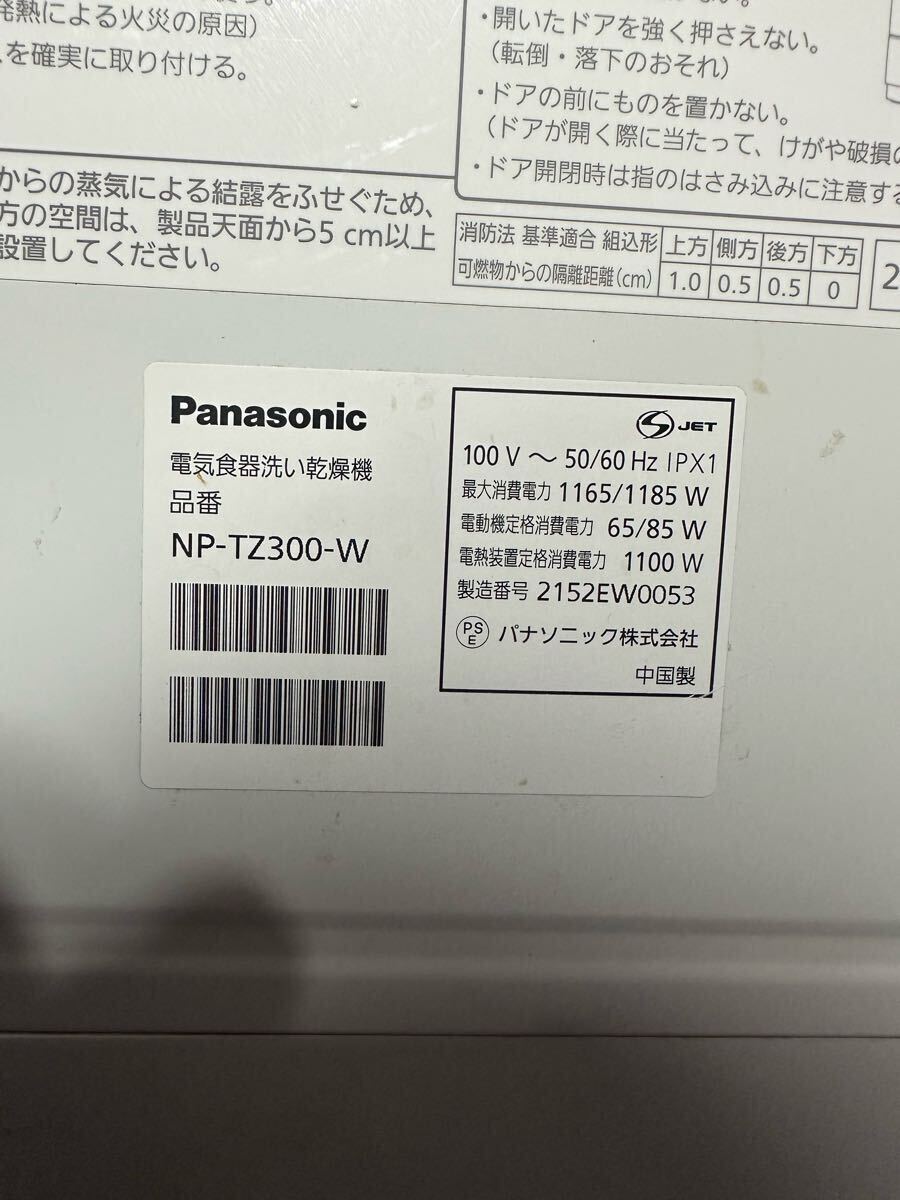 発熱による火災の原因)
を確実に取り付ける。
・開いたドアを強く押さえない。
(転倒・落下のおそれ)
・ドアの前にものを置かない。
(ドアが開く際に当たって、けがや破損の
・ドア開閉時は指のはさみ込みに注意する
からの蒸気による結露をふせぐため、
方の空間は、製品天面から5 cm以上
設置してください。
消防法 基準適合 組込形 上方 側方 後方 下方
可燃物からの隔離距離(cm) 1.0 0.5 0.5 0
2
Panasonic
電気食器洗い乾燥機
品番
NP-TZ300-W
S JET
100 V ～ 50/60 Hz IPX1
最大消費電力 1165/1185 W
電動機定格消費電力 65/85 W
電熱装置定格消費電力 1100 W
製造番号 2152EW0053
PSE パナソニック株式会社
中国製